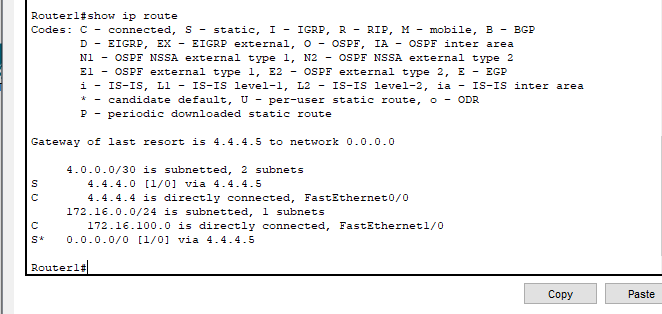 Router1#show ip route
Codes: C - connected, S - static, I - IGRP, R - RIP, M - mobile, B - BGP
D - EIGRP, EX - EIGRP external, O - OSPF, IA - OSPF inter area
N1 - OSPF NSSA external type 1, N2 - OSPF NSSA external type 2
E1 - OSPF external type 1, E2 - OSPF external type 2, E - EGP
i - IS-IS, L1 - IS-IS level-1, L2 - IS-IS level-2, ia - IS-IS inter area
* - candidate default, U - per-user static route, o - ODR
P - periodic downloaded static route
Gateway of last resort is 4.4.4.5 to network 0.0.0.0
4.0.0.0/30 is subnetted, 2 subnets
S 4.4.4.0 [1/0] via 4.4.4.5
C 4.4.4.4 is directly connected, FastEthernet0/0
172.16.0.0/24 is subnetted, 1 subnets
C 172.16.100.0 is directly connected, FastEthernet1/0
S* 0.0.0.0/0 [1/0] via 4.4.4.5
Router1#
Copy Paste